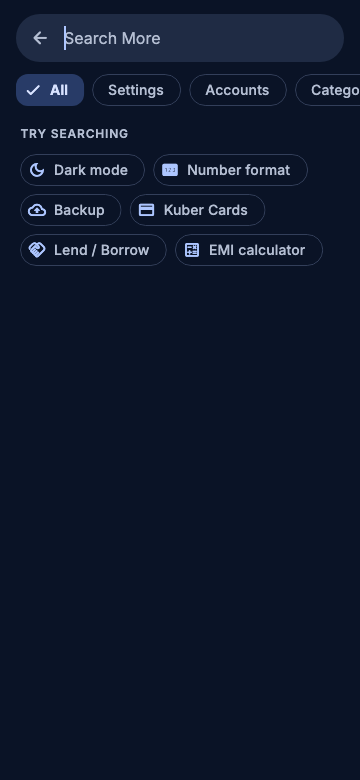 Search More
All Settings Accounts Catego
TRY SEARCHING
Dark mode Number format
Backup Kuber Cards
Lend / Borrow EMI calculator